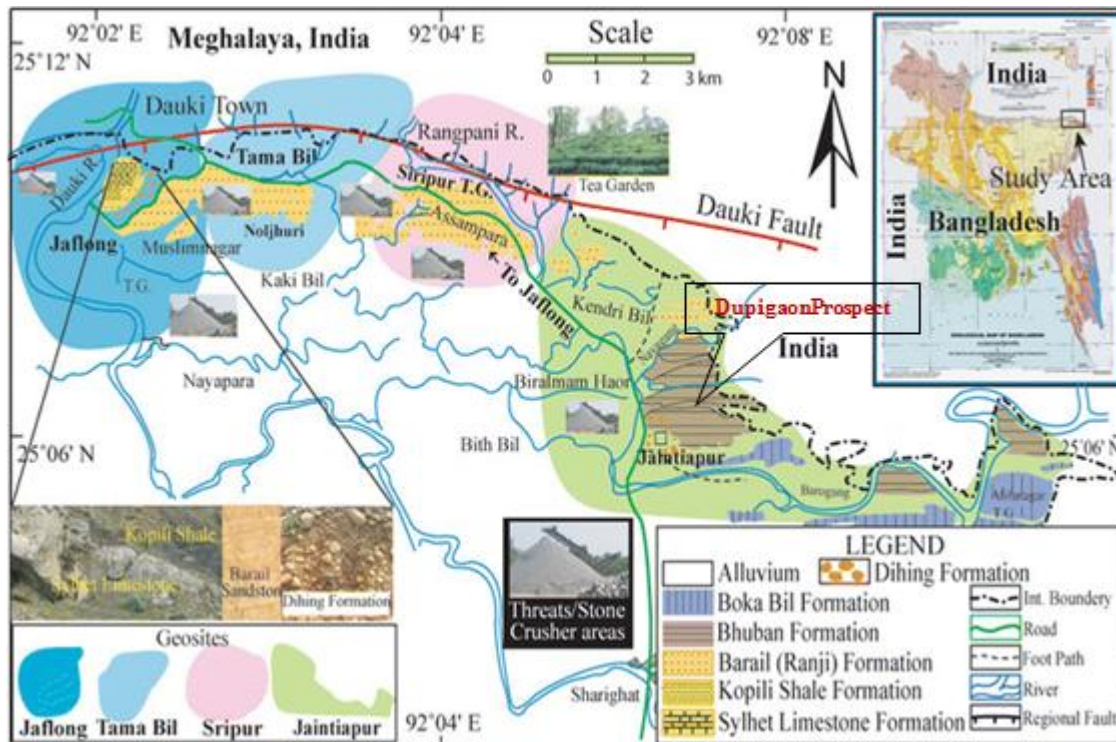 92°02' E
92°04' E
92°08' E
25°12' N
Meghalaya, India
Scale
0 1 2 3 km
N
India
Study Area
Bangladesh
India
Dauki Town
Tama Bil
Rangpani R.
Siripur T.G.
Tea Garden
Dauki Fault
Dauki R.
Jaflong
Muslimnagar
Noljhuri
Assampara
T.G.
Kaki Bil
To Jaflong
Kendri Bil
DupigaonProspect
India
Nayapara
Biralmam Haor
Bith Bil
25°06' N
25°06' N
Jaintiapur
Barogang
T.G.
Kopili Shale
Sylhet Limestone
Barail
Sandston
Dihing Formation
Threats/Stone
Crusher areas
Sharighat
92°04' E
Geosites
Jaflong
Tama Bil
Sripur
Jaintiapur
LEGEND
Alluvium
Dihing Formation
Boka Bil Formation
Bhuban Formation
Barail (Ranji) Formation
Kopili Shale Formation
Sylhet Limestone Formation
Int. Boundary
Road
Foot Path
River
Regional Fault